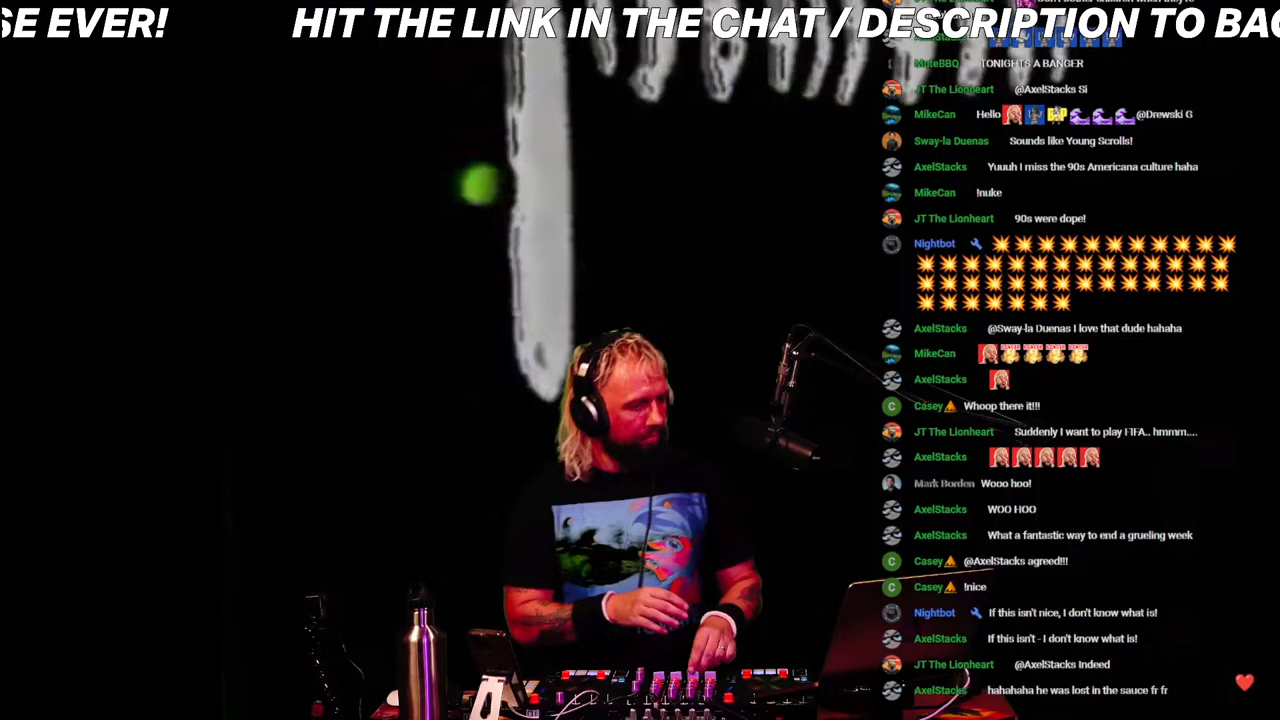 SE EVER! HIT THE LINK IN THE CHAT / DESCRIPTION TO BAC
MuteBBQ TONIGHTS A BANGER
JT The Lionheart @AxelStacks Si
MikeCan Hello @Drewski G
Sway-la Duenas Sounds like Young Scrolls!
AxelStacks Yuuuh I miss the 90s Americana culture haha
MikeCan !nuke
JT The Lionheart 90s were dope!
Nightbot
AxelStacks @Sway-la Duenas I love that dude hahaha
MikeCan
AxelStacks
C Casey Whoop there it!!!
JT The Lionheart Suddenly I want to play FIFA.. hmmm....
AxelStacks
Mark Borden Wooo hoo!
AxelStacks WOO HOO
AxelStacks What a fantastic way to end a grueling week
C Casey @AxelStacks agreed!!!
C Casey !nice
Nightbot If this isn't nice, I don't know what is!
AxelStacks If this isn't - I don't know what is!
JT The Lionheart @AxelStacks Indeed
AxelStacks hahahaha he was lost in the sauce fr fr